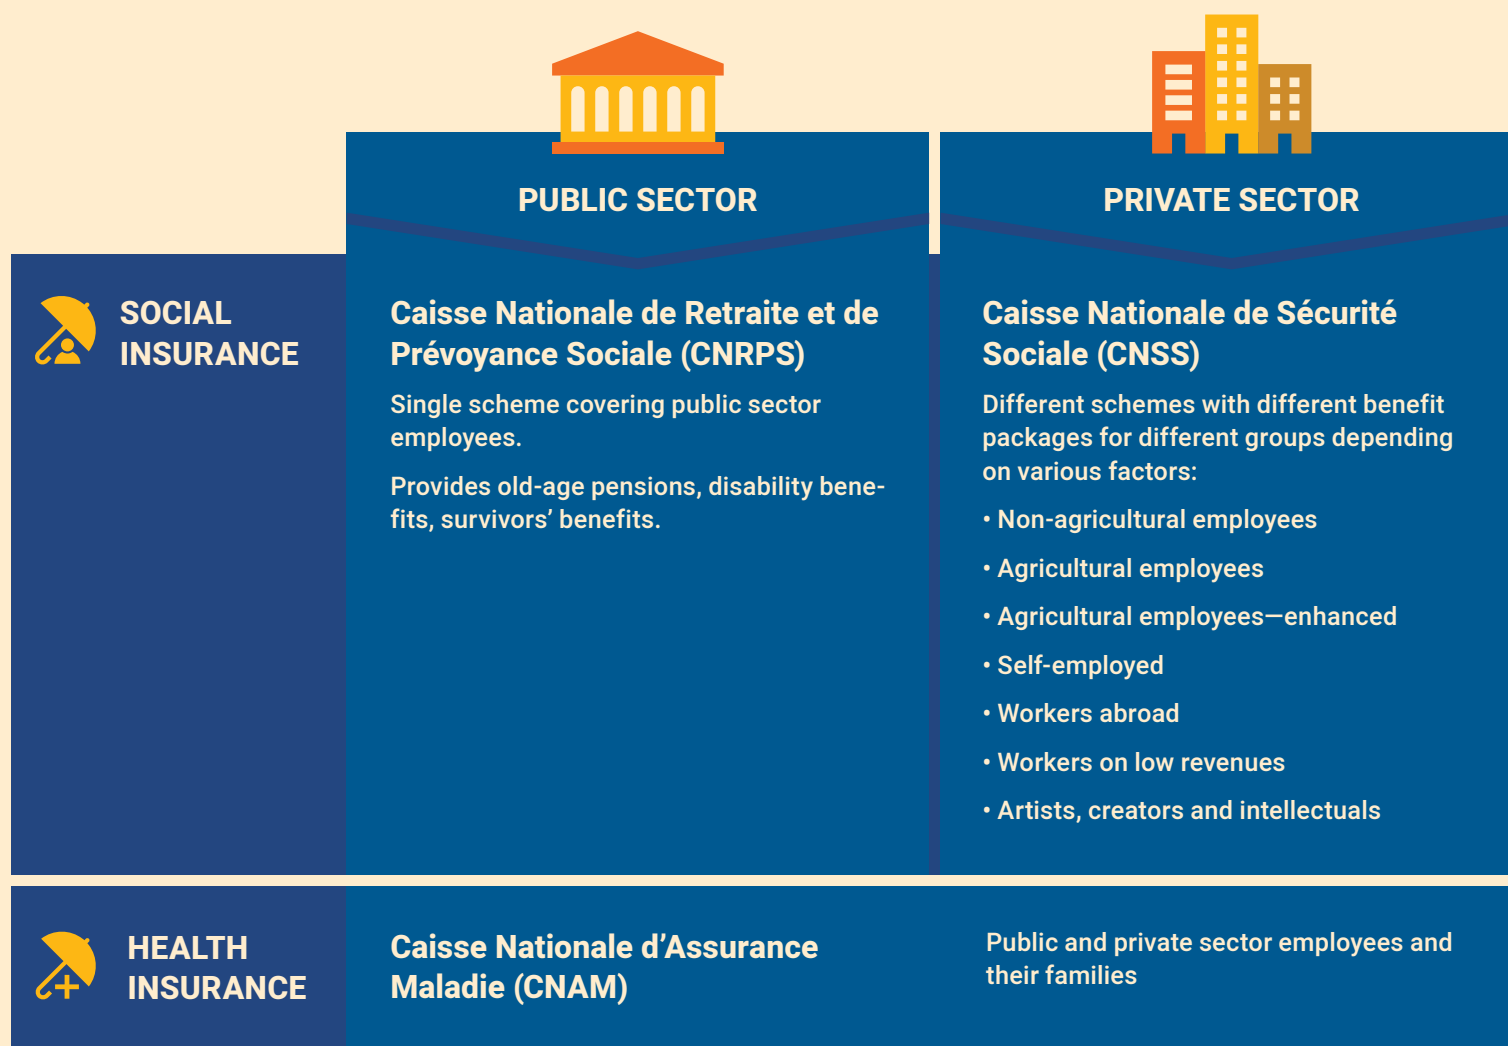 PUBLIC SECTOR
PRIVATE SECTOR
SOCIAL
INSURANCE
Caisse Nationale de Retraite et de
Prévoyance Sociale (CNRPS)
Single scheme covering public sector
employees.
Provides old-age pensions, disability bene-
fits, survivors’ benefits.
Caisse Nationale de Sécurité
Sociale (CNSS)
Different schemes with different benefit
packages for different groups depending
on various factors:
• Non-agricultural employees
• Agricultural employees
• Agricultural employees—enhanced
• Self-employed
• Workers abroad
• Workers on low revenues
• Artists, creators and intellectuals
HEALTH
INSURANCE
Caisse Nationale d’Assurance
Maladie (CNAM)
Public and private sector employees and
their families